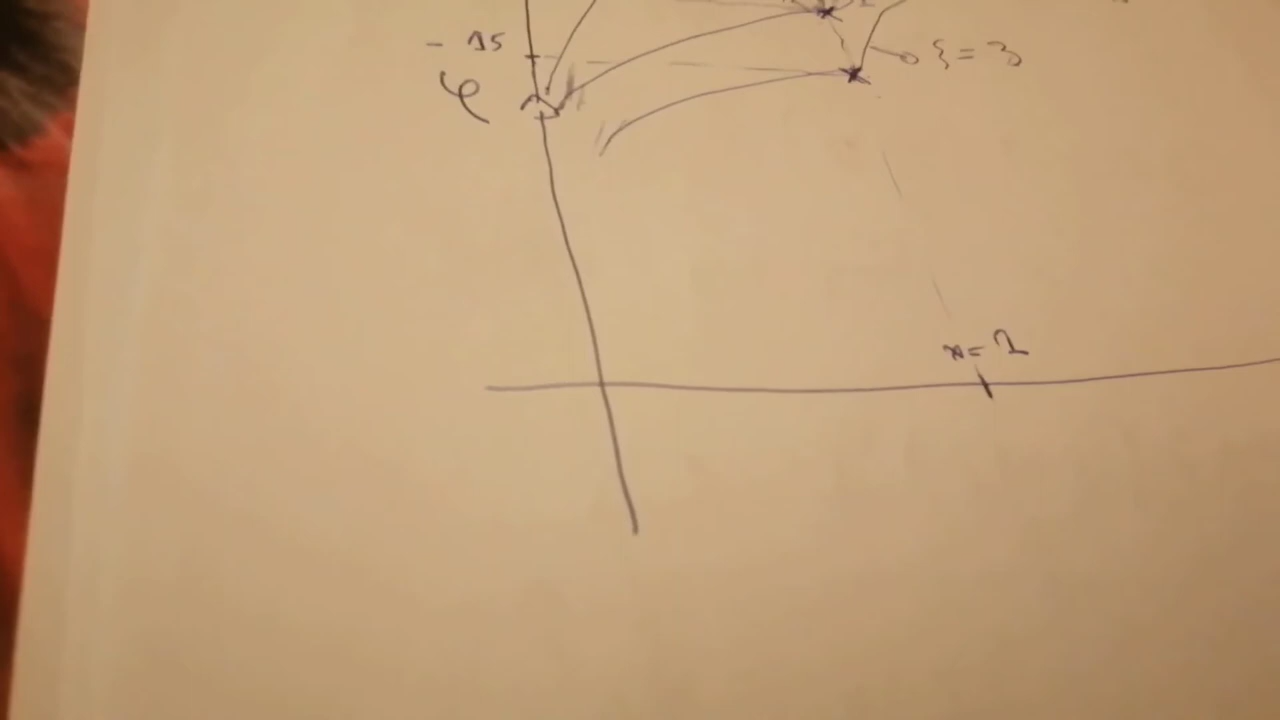 - 15
φ
ξ = 3
x = 1